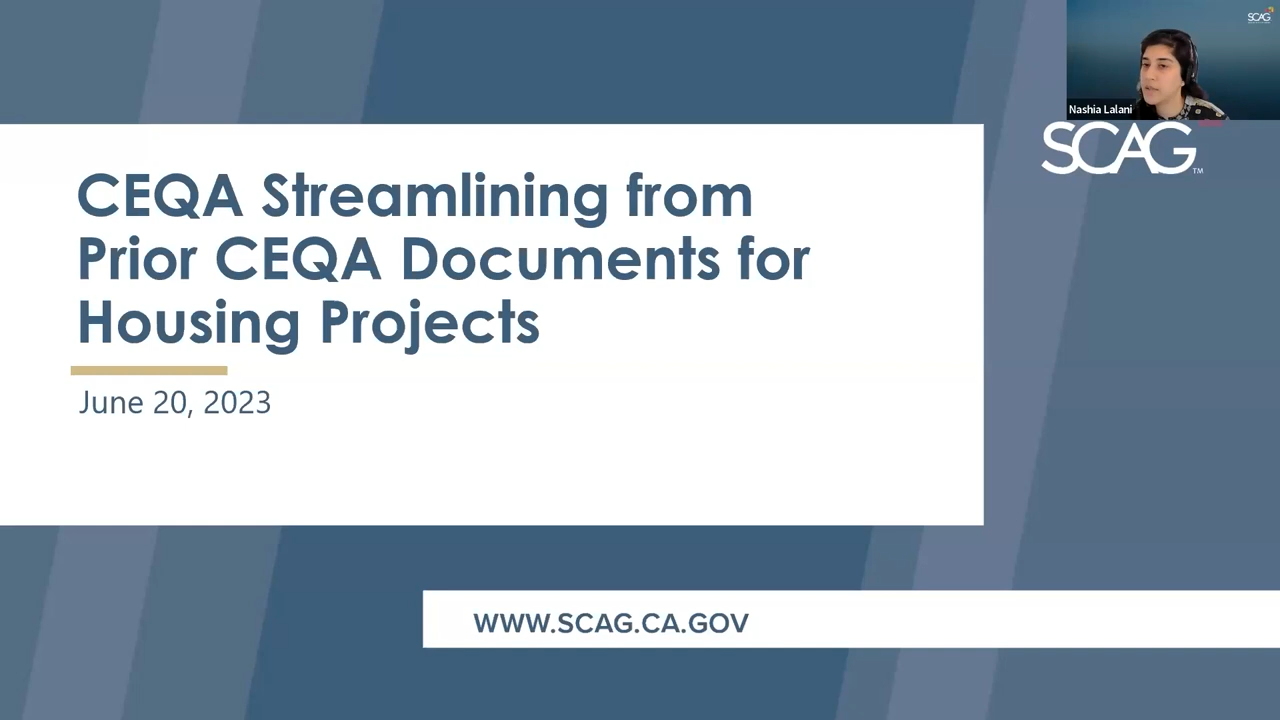 SCAG
Nashia Lalani
SCAG™
CEQA Streamlining from
Prior CEQA Documents for
Housing Projects
June 20, 2023
WWW.SCAG.CA.GOV